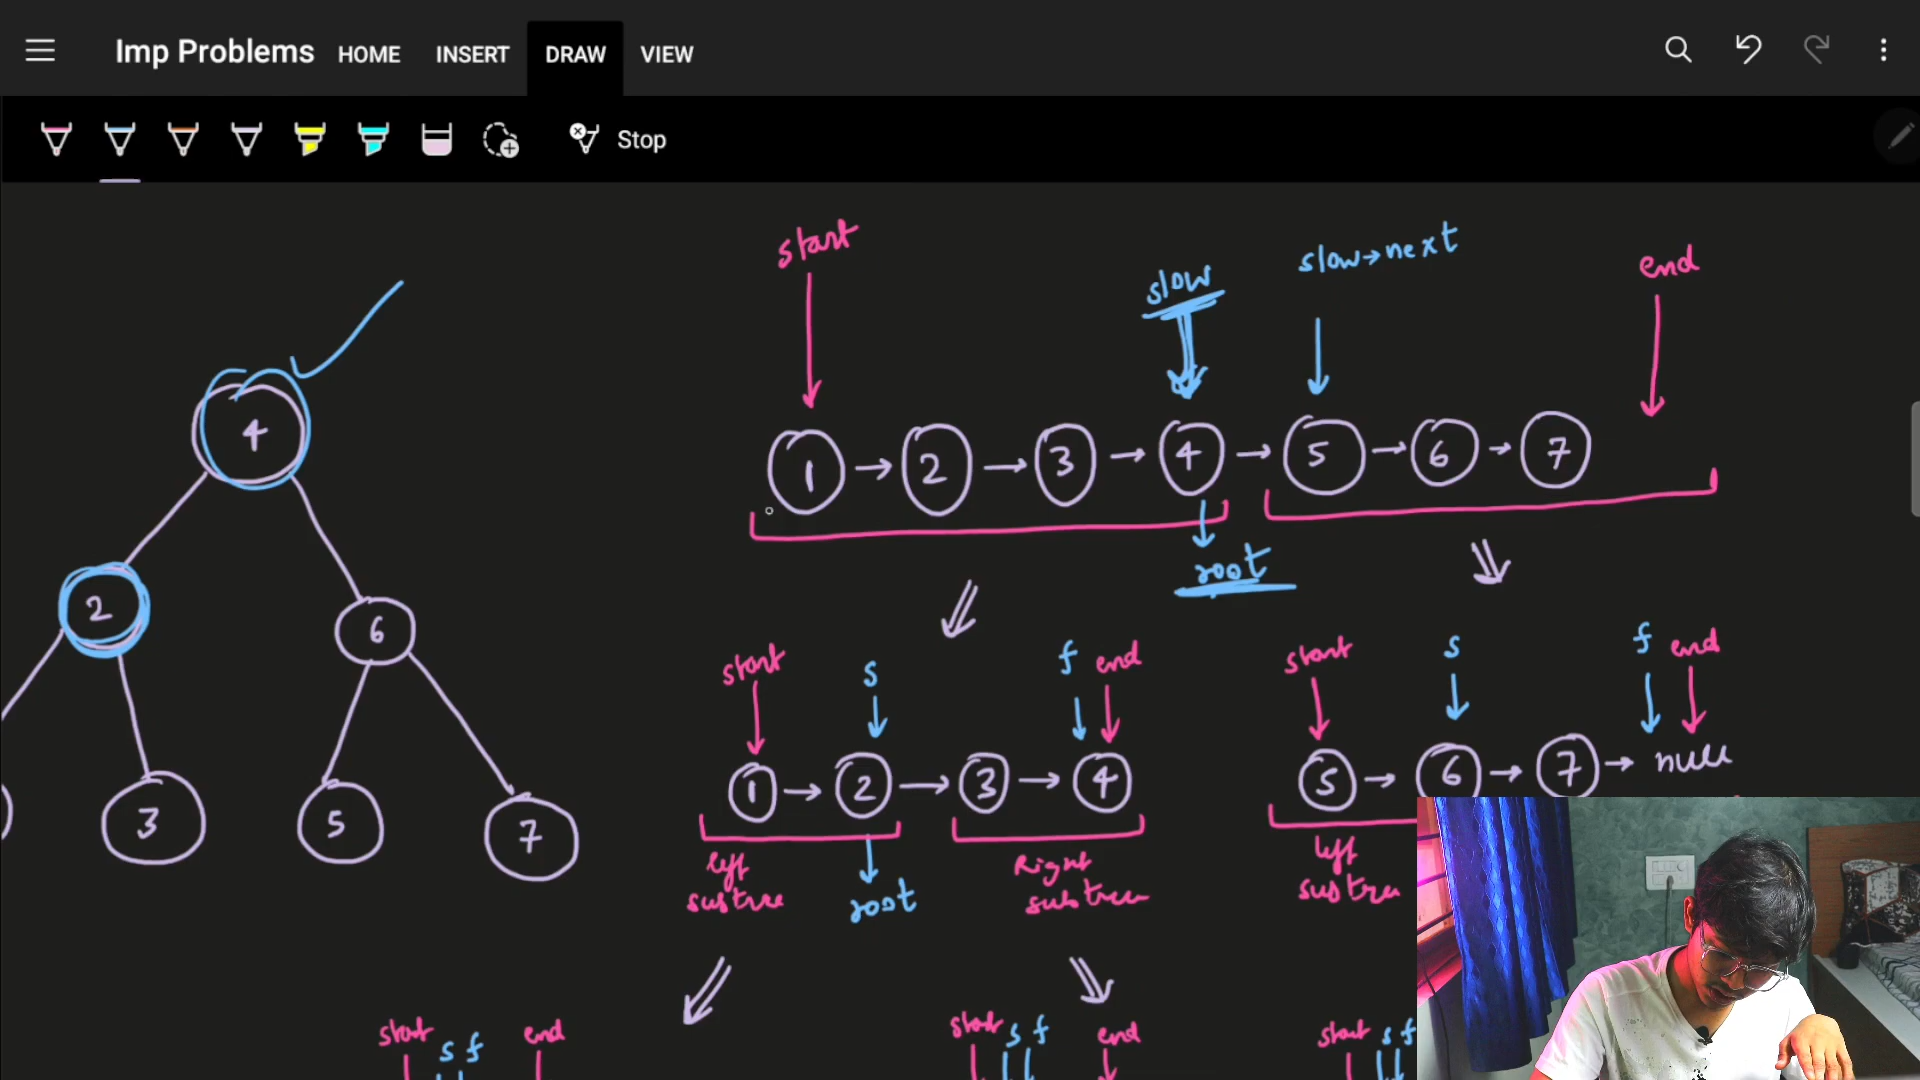 Imp Problems HOME INSERT DRAW VIEW
Stop
start
slow
slow→next
end
4
1 → 2 → 3 → 4 → 5 → 6 → 7
root
2
6
start s f end
start s f end
1 → 2 → 3 → 4
5 → 6 → 7 → null
3
5
7
left
sustree
root
Right
subtree
left
sustree
start s f end
start s f end
start s f